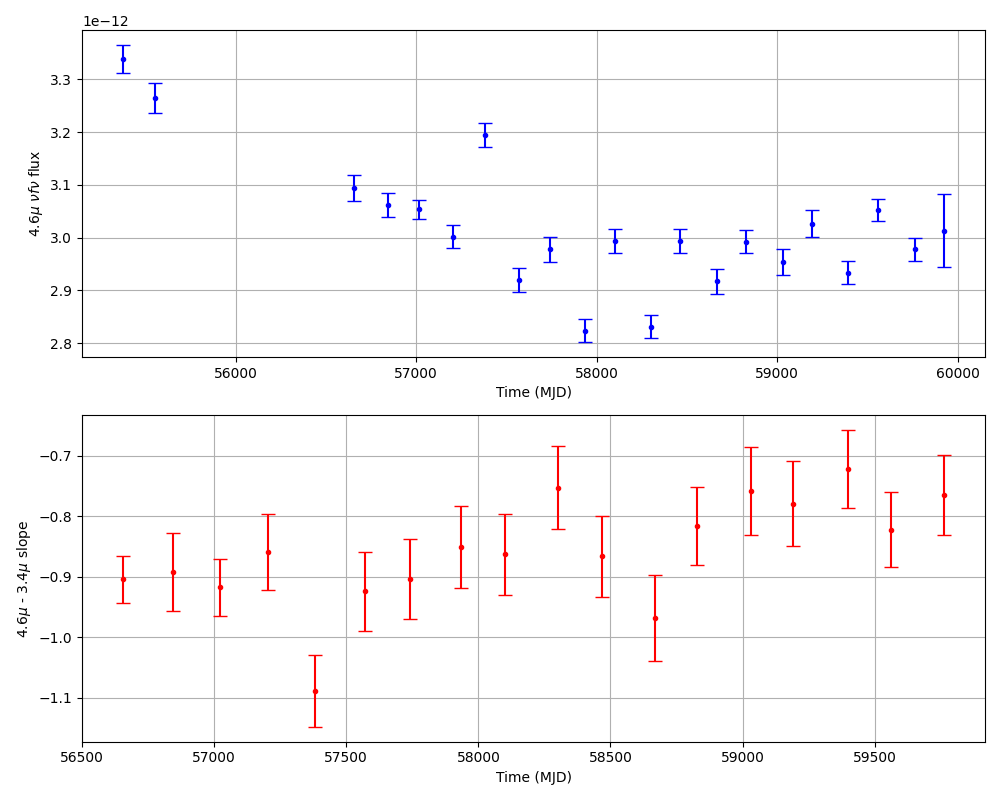 1e−12
4.6μ νfν flux
3.3
3.2
3.1
3.0
2.9
2.8
56000 57000 58000 59000 60000
Time (MJD)
4.6μ - 3.4μ slope
−0.7
−0.8
−0.9
−1.0
−1.1
56500 57000 57500 58000 58500 59000 59500
Time (MJD)